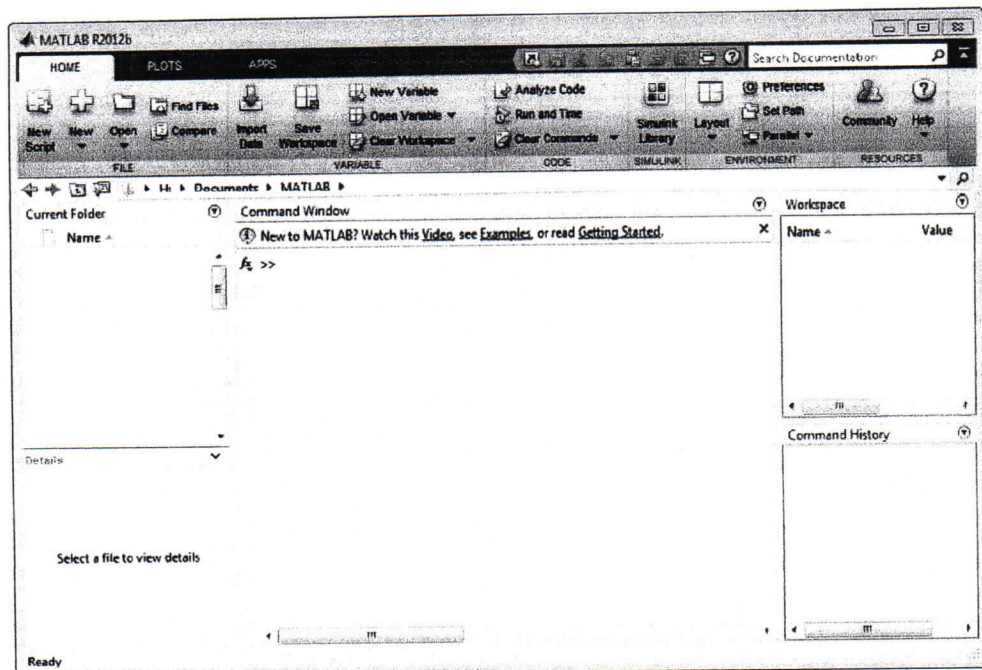 MATLAB R2012b
HOME PLOTS APPS Search Documentation
New Script New Open Find Files Compare Import Data Save Workspace New Variable Open Variable Clear Workspace Analyze Code Run and Time Clear Commands Simulink Library Layout Preferences Set Path Parallel Community Help
FILE VARIABLE CODE SIMULINK ENVIRONMENT RESOURCES
H: Documents MATLAB
Current Folder
Name
Details
Select a file to view details
Command Window
New to MATLAB? Watch this Video, see Examples, or read Getting Started.
fx >>
Workspace
Name Value
Command History
Ready